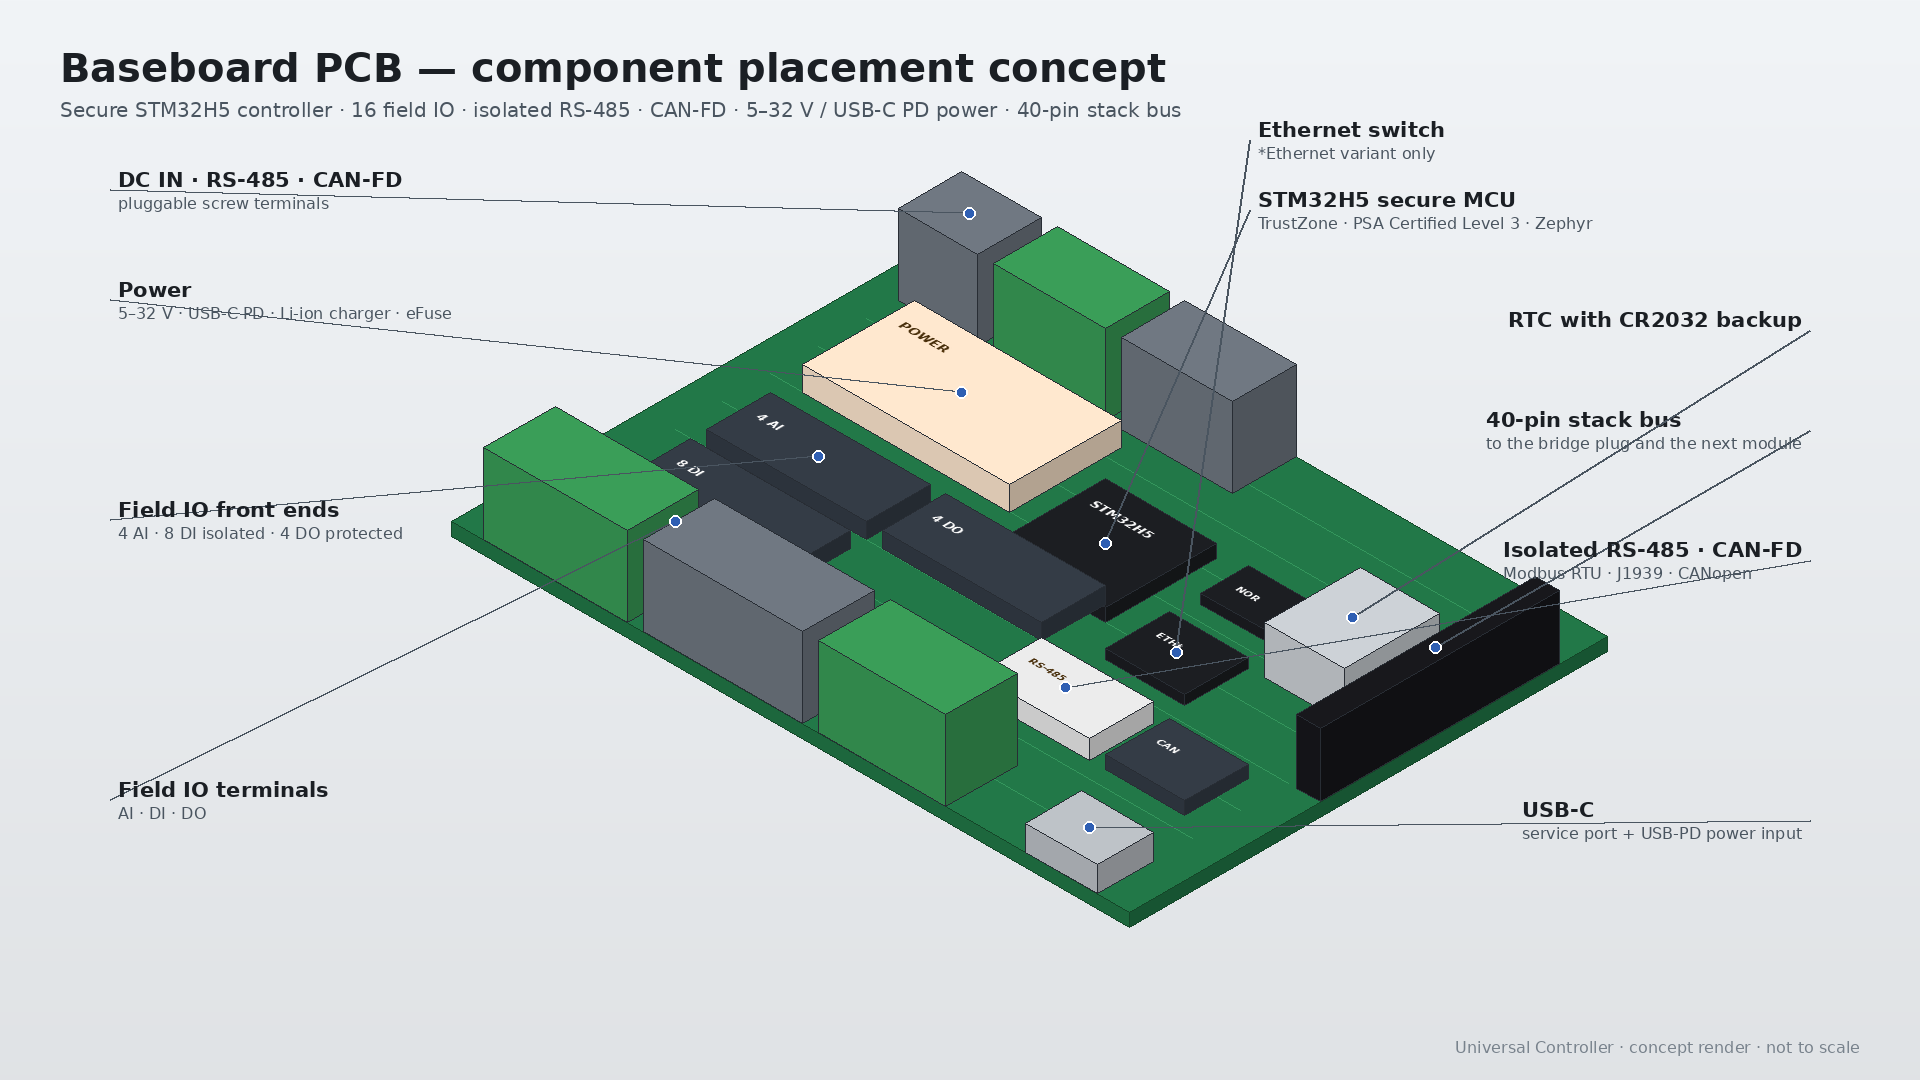 Baseboard PCB — component placement concept
Secure STM32H5 controller · 16 field IO · isolated RS-485 · CAN-FD · 5–32 V / USB-C PD power · 40-pin stack bus
Ethernet switch
*Ethernet variant only
DC IN · RS-485 · CAN-FD
pluggable screw terminals
STM32H5 secure MCU
TrustZone · PSA Certified Level 3 · Zephyr
Power
5–32 V · USB-C PD · Li-ion charger · eFuse
RTC with CR2032 backup
40-pin stack bus
to the bridge plug and the next module
Field IO front ends
4 AI · 8 DI isolated · 4 DO protected
Isolated RS-485 · CAN-FD
Modbus RTU · J1939 · CANopen
Field IO terminals
AI · DI · DO
USB-C
service port + USB-PD power input
POWER
4 AI
8 DI
4 DO
STM32H5
NOR
ETH
RS-485
CAN
Universal Controller · concept render · not to scale